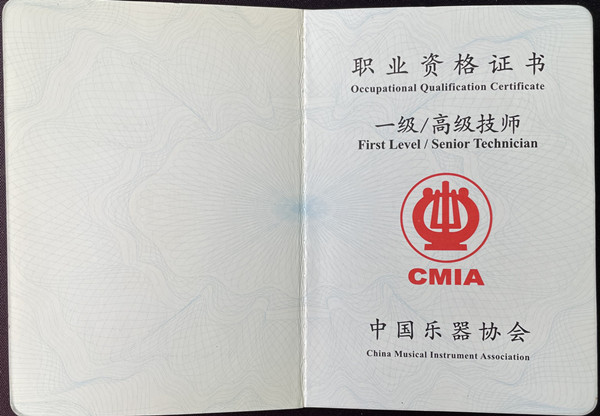 职业资格证书
Occupational Qualification Certificate
一级/高级技师
First Level / Senior Technician
CMIA
中国乐器协会
China Musical Instrument Association